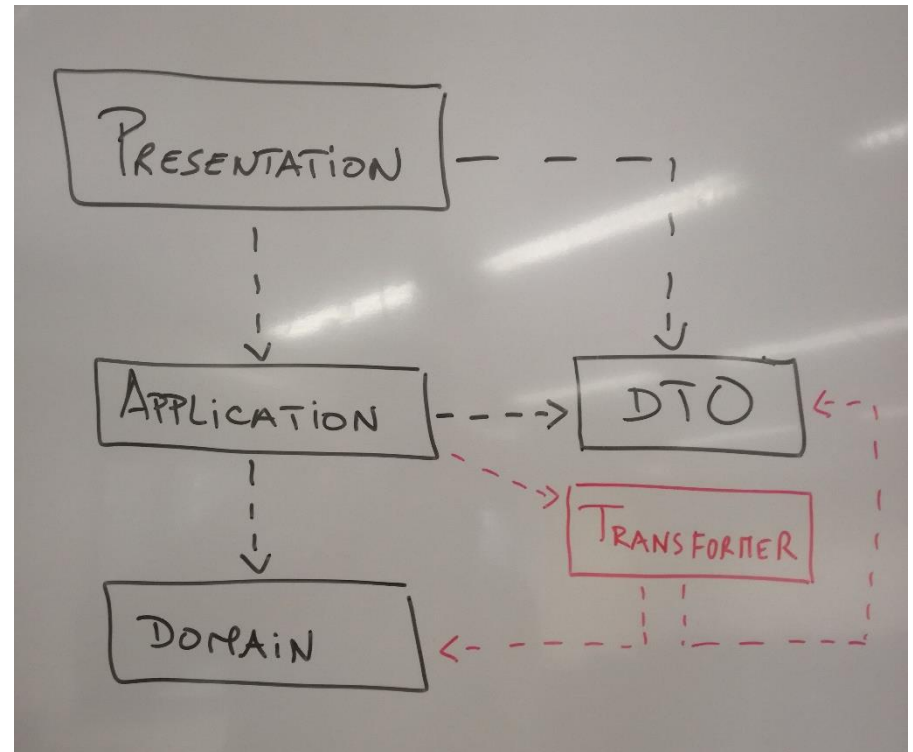 PRESENTATION
APPLICATION
DTO
TRANSFORMER
DOMAIN